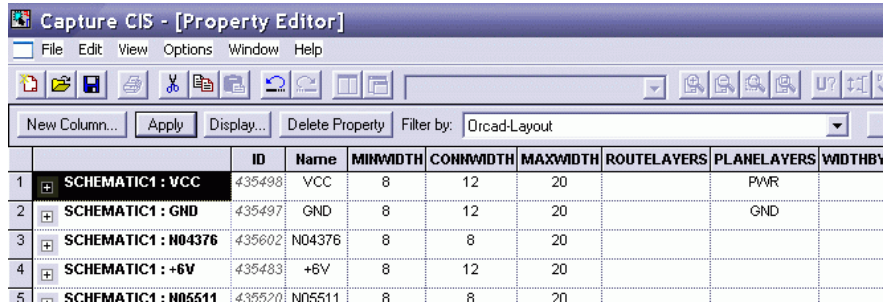 Capture CIS - [Property Editor]
File Edit View Options Window Help
U?
New Column... Apply Display... Delete Property Filter by: Orcad-Layout
ID Name MINWIDTH CONNWIDTH MAXWIDTH ROUTELAYERS PLANELAYERS WIDTHBY
1 SCHEMATIC1 : VCC 435498 VCC 8 12 20 PWR
2 SCHEMATIC1 : GND 435497 GND 8 12 20 GND
3 SCHEMATIC1 : N04376 435602 N04376 8 8 20
4 SCHEMATIC1 : +6V 435483 +6V 8 12 20
5 SCHEMATIC1 : N05511 435520 N05511 8 8 20